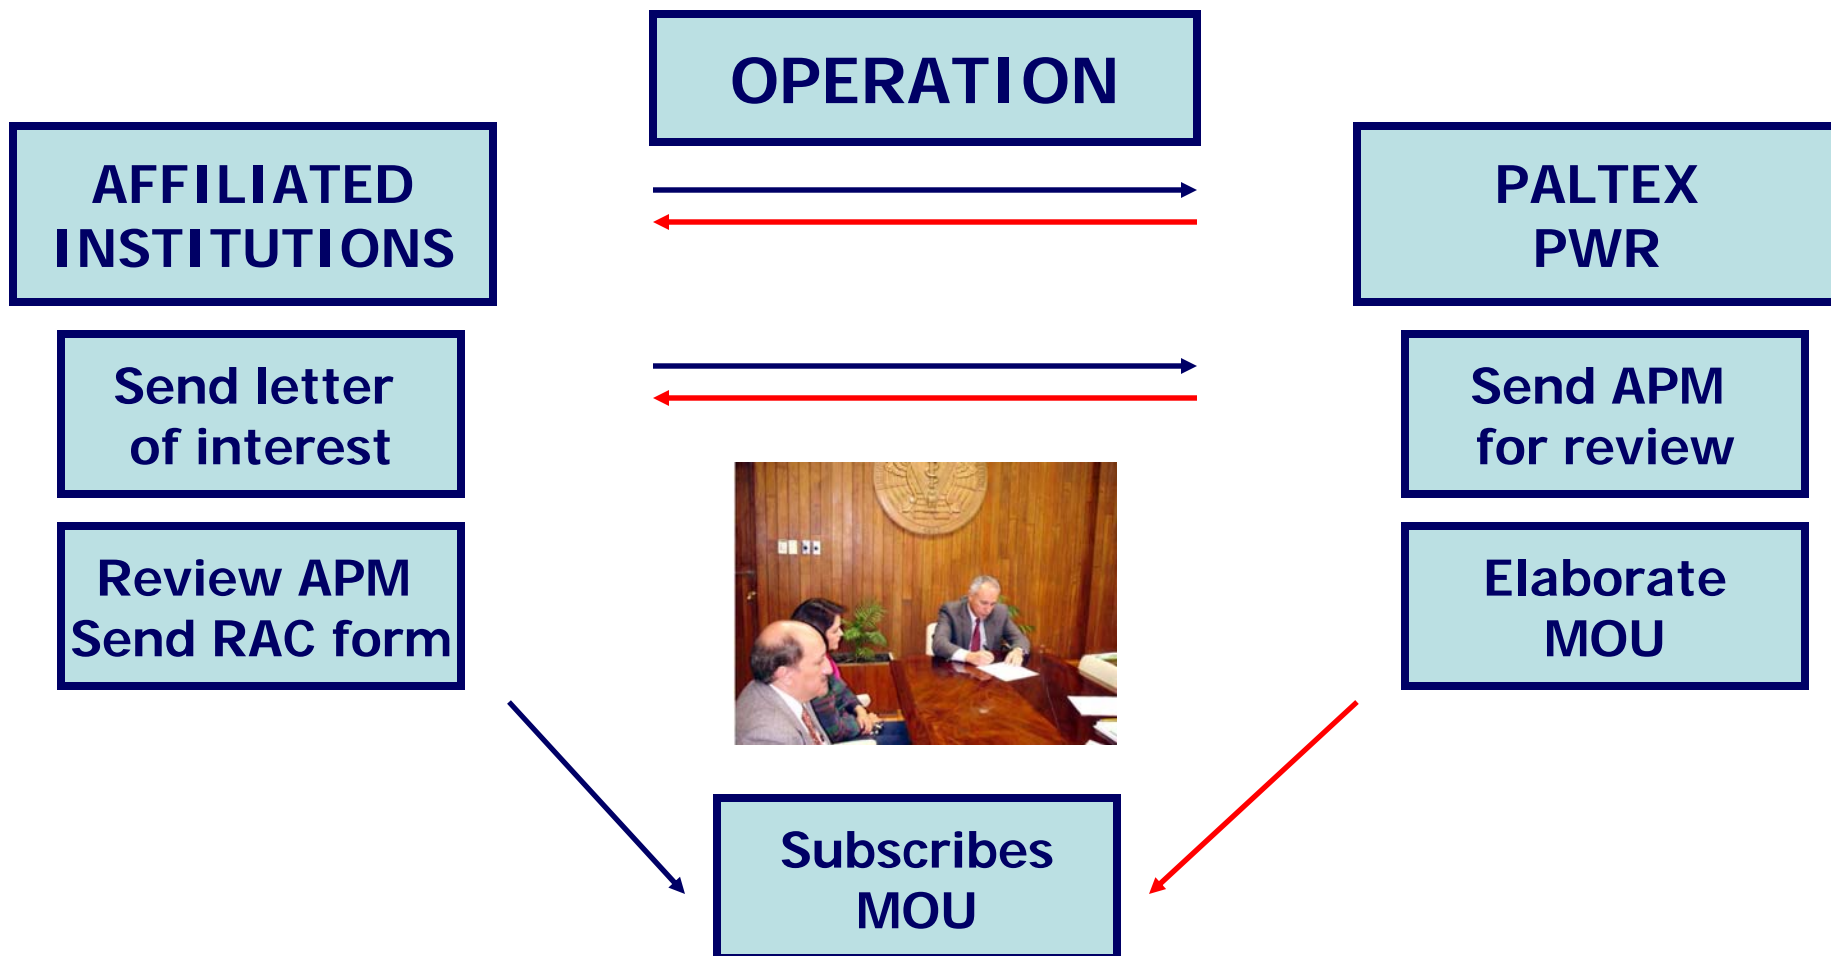 OPERATION
AFFILIATED
INSTITUTIONS
PALTEX
PWR
Send letter
of interest
Send APM
for review
Review APM
Send RAC form
Elaborate
MOU
Subscribes
MOU